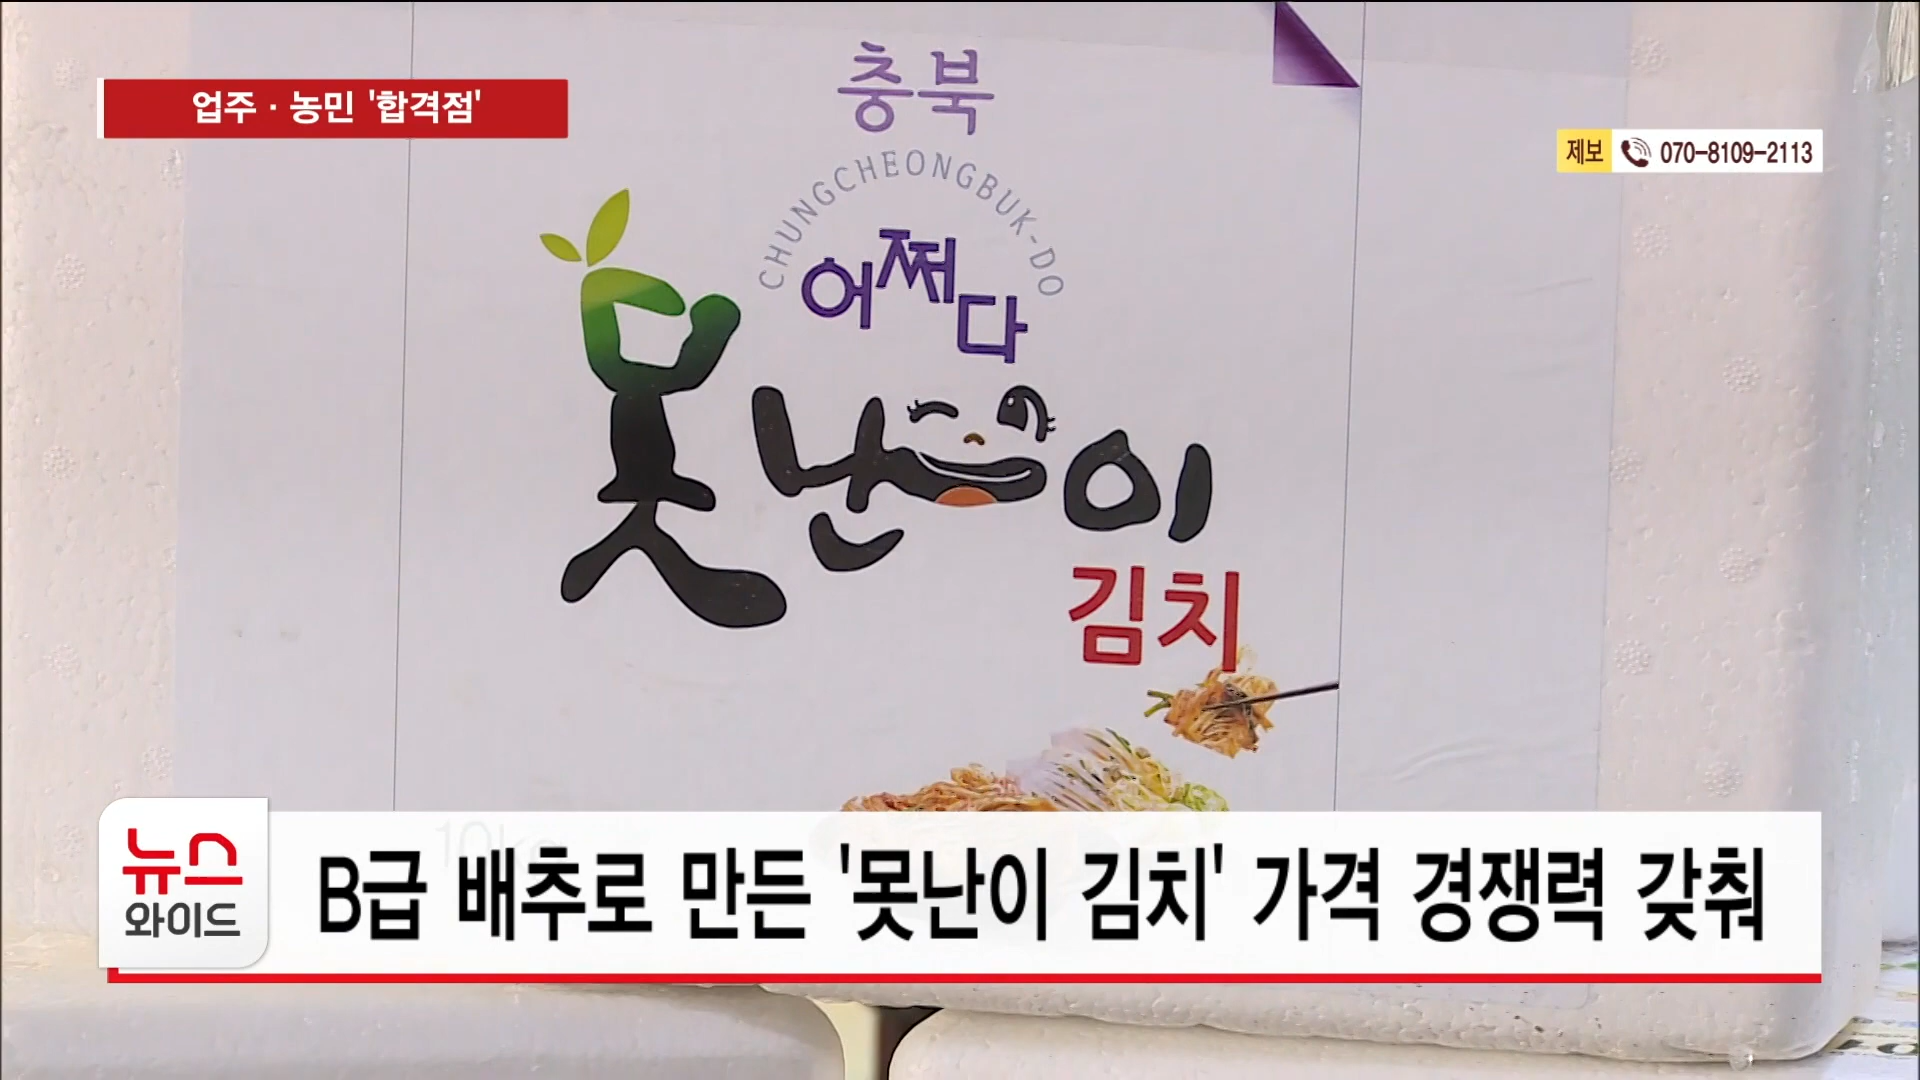 업주·농민 '합격점'
제보 070-8109-2113
충북
CHUNGCHEONGBUK-DO
어쩌다
못난이
김치
10kg
뉴스
와이드
B급 배추로 만든 '못난이 김치' 가격 경쟁력 갖춰